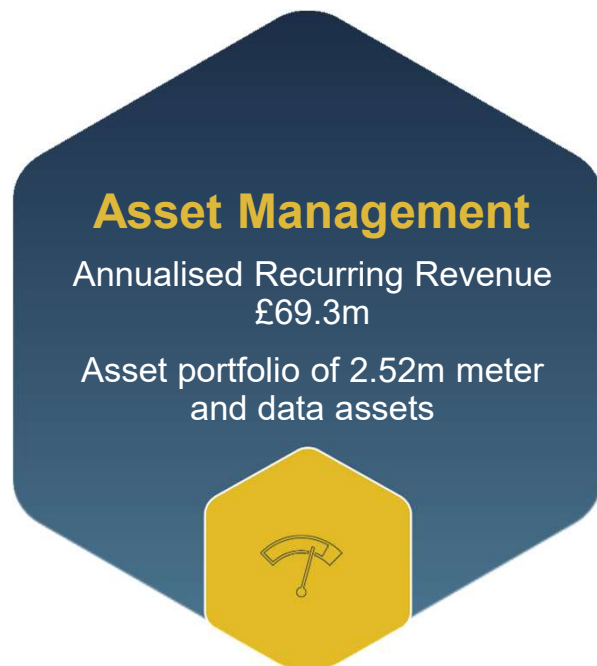 Asset Management
Annualised Recurring Revenue
£69.3m
Asset portfolio of 2.52m meter
and data assets